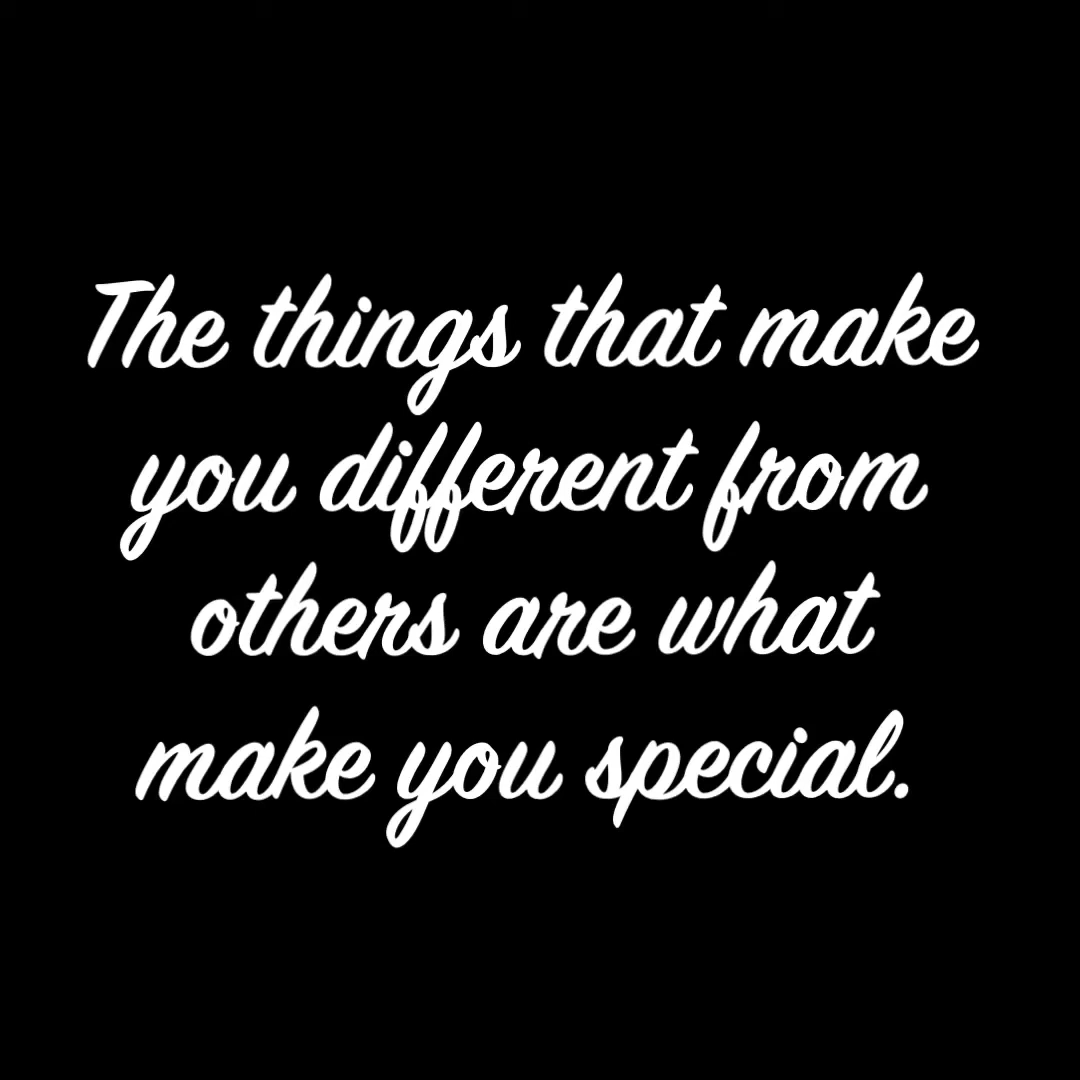 The things that make
you different from
others are what
make you special.